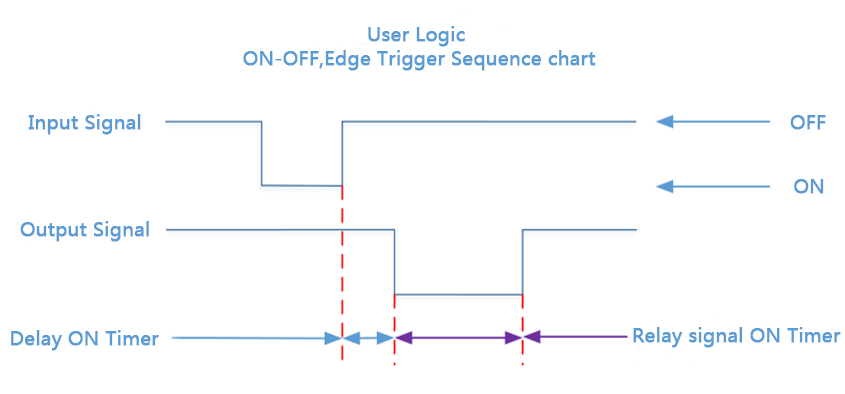 User Logic
ON-OFF,Edge Trigger Sequence chart
Input Signal
OFF
ON
Output Signal
Delay ON Timer
Relay signal ON Timer